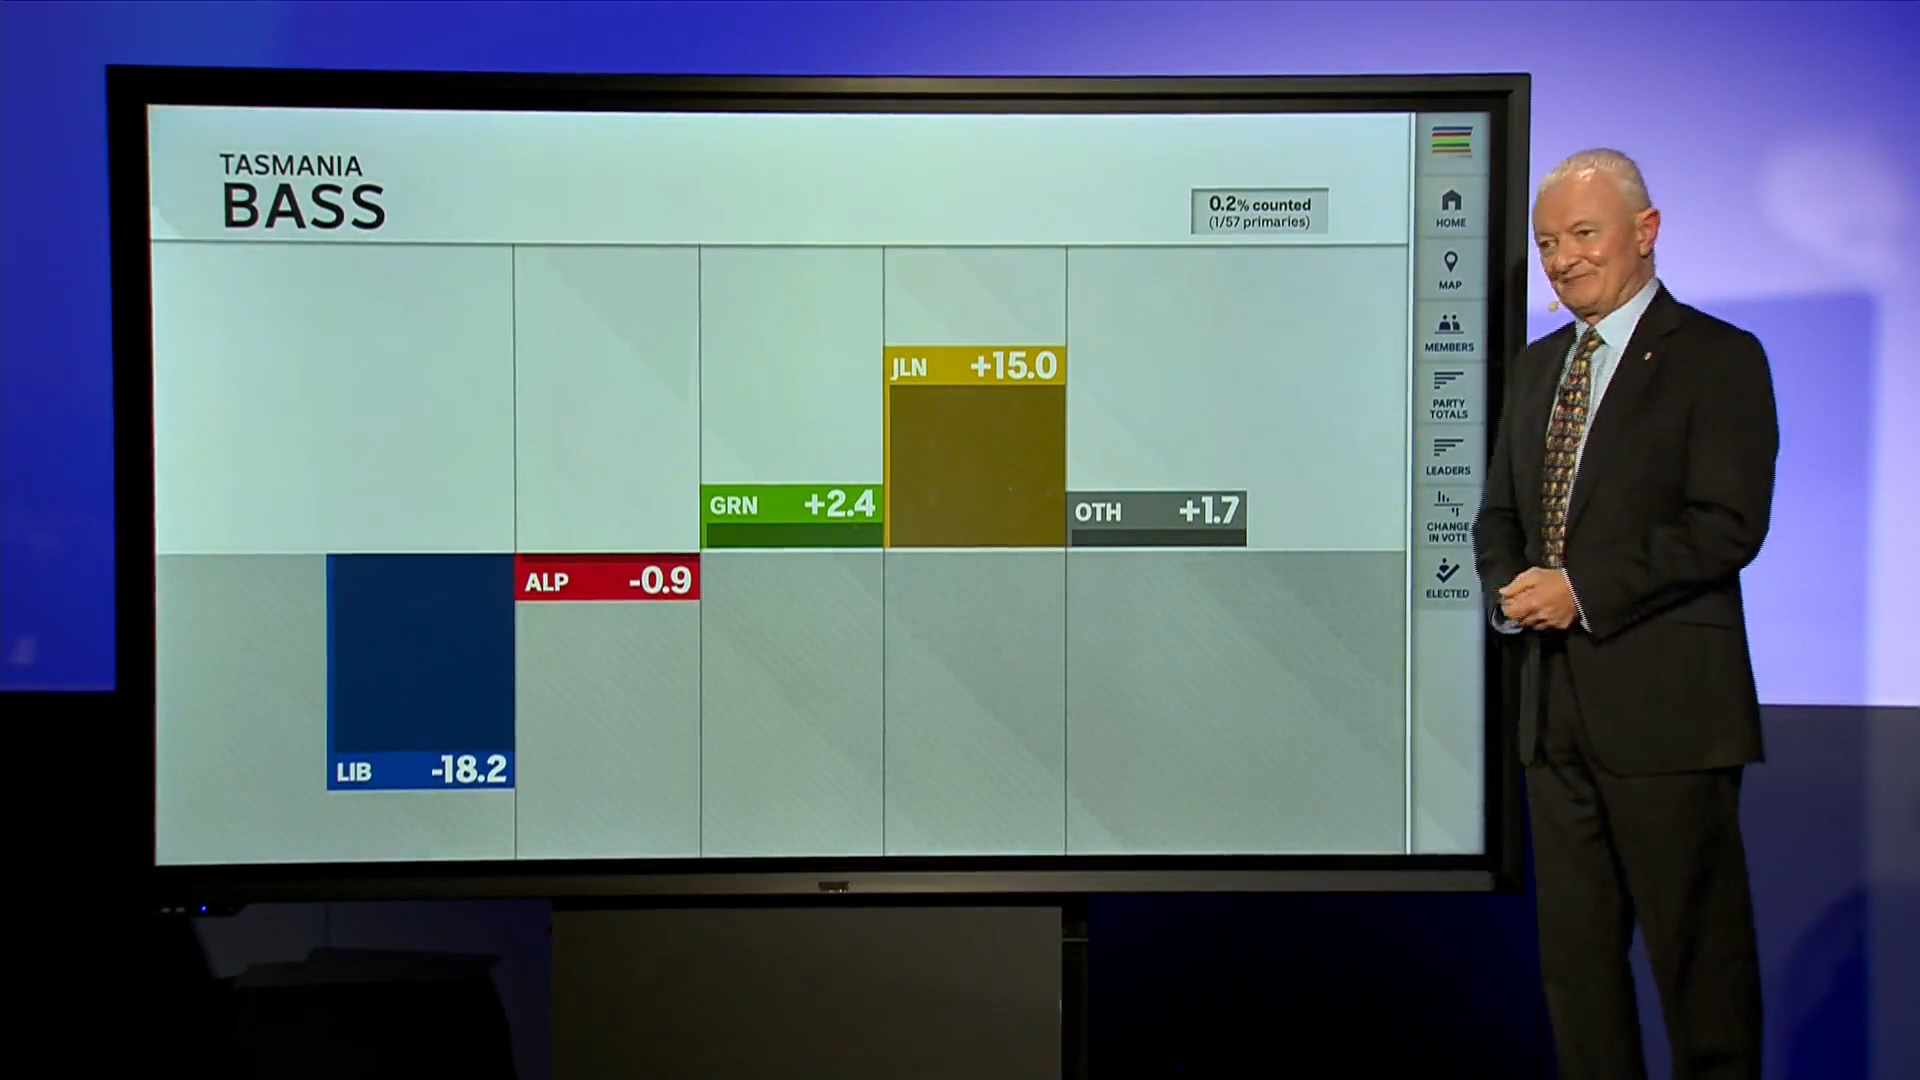 TASMANIA
BASS
0.2% counted
(1/57 primaries)
HOME
MAP
MEMBERS
PARTY
TOTALS
LEADERS
CHANGE
IN VOTE
ELECTED
JLN +15.0
GRN +2.4
OTH +1.7
ALP -0.9
LIB -18.2